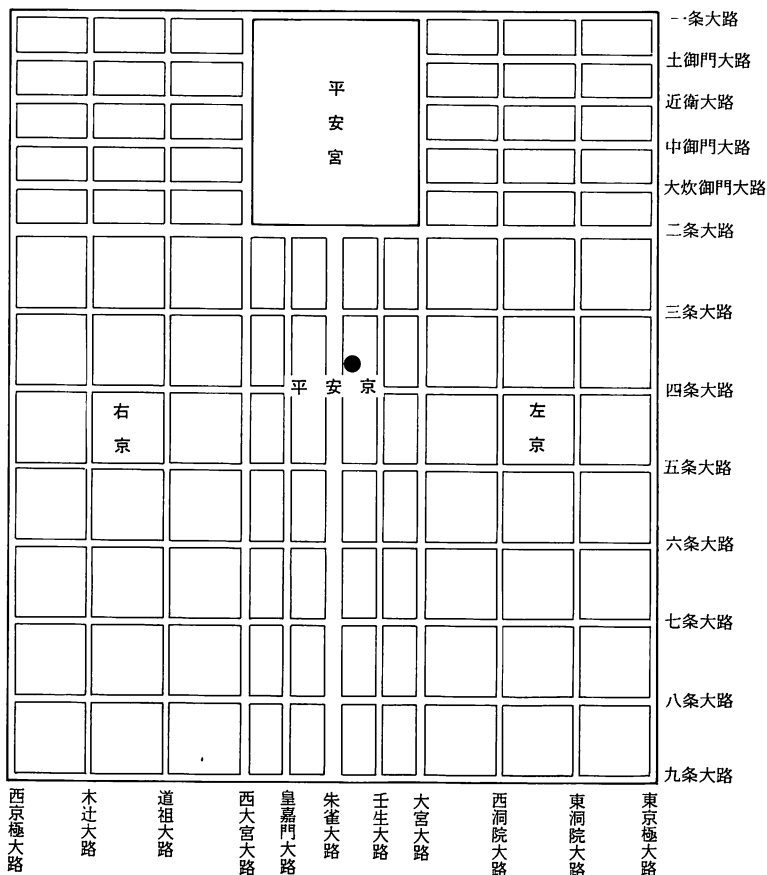 一条大路
土御門大路
近衛大路
中御門大路
大炊御門大路
二条大路
三条大路
四条大路
五条大路
六条大路
七条大路
八条大路
九条大路
平安宮
平安京
右京
左京
西京極大路
木辻大路
道祖大路
西大宮大路
皇嘉門大路
朱雀大路
壬生大路
大宮大路
西洞院大路
東洞院大路
東京極大路